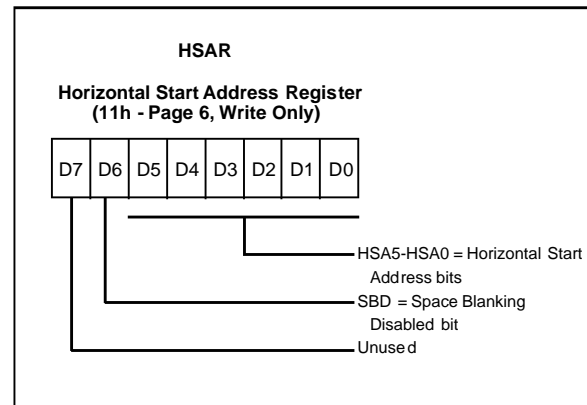 HSAR
Horizontal Start Address Register
(11h - Page 6, Write Only)
D7 D6 D5 D4 D3 D2 D1 D0
HSA5-HSA0 = Horizontal Start
Address bits
SBD = Space Blanking
Disabled bit
Unused